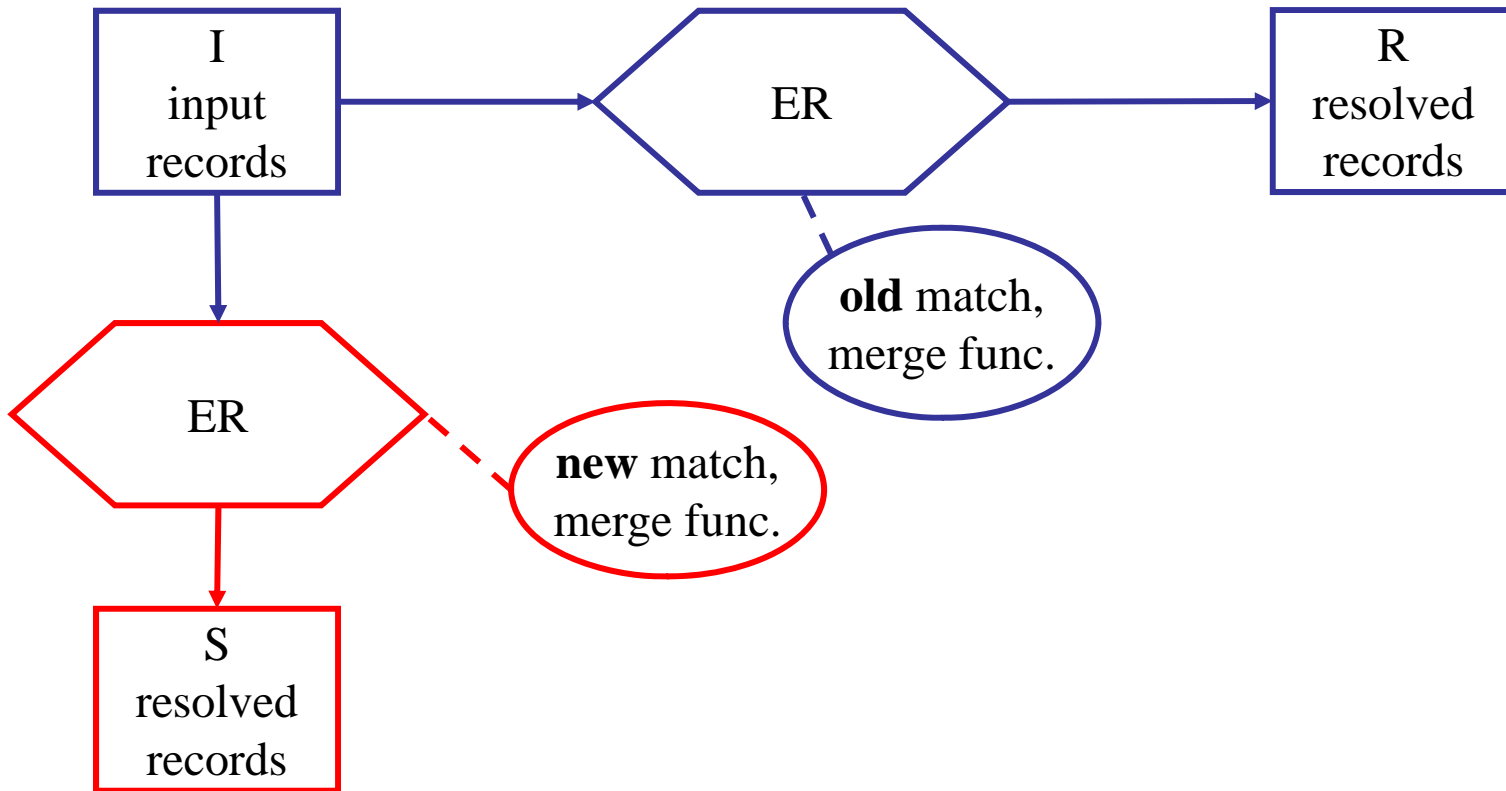 I
input
records
ER
R
resolved
records
old match,
merge func.
ER
new match,
merge func.
S
resolved
records